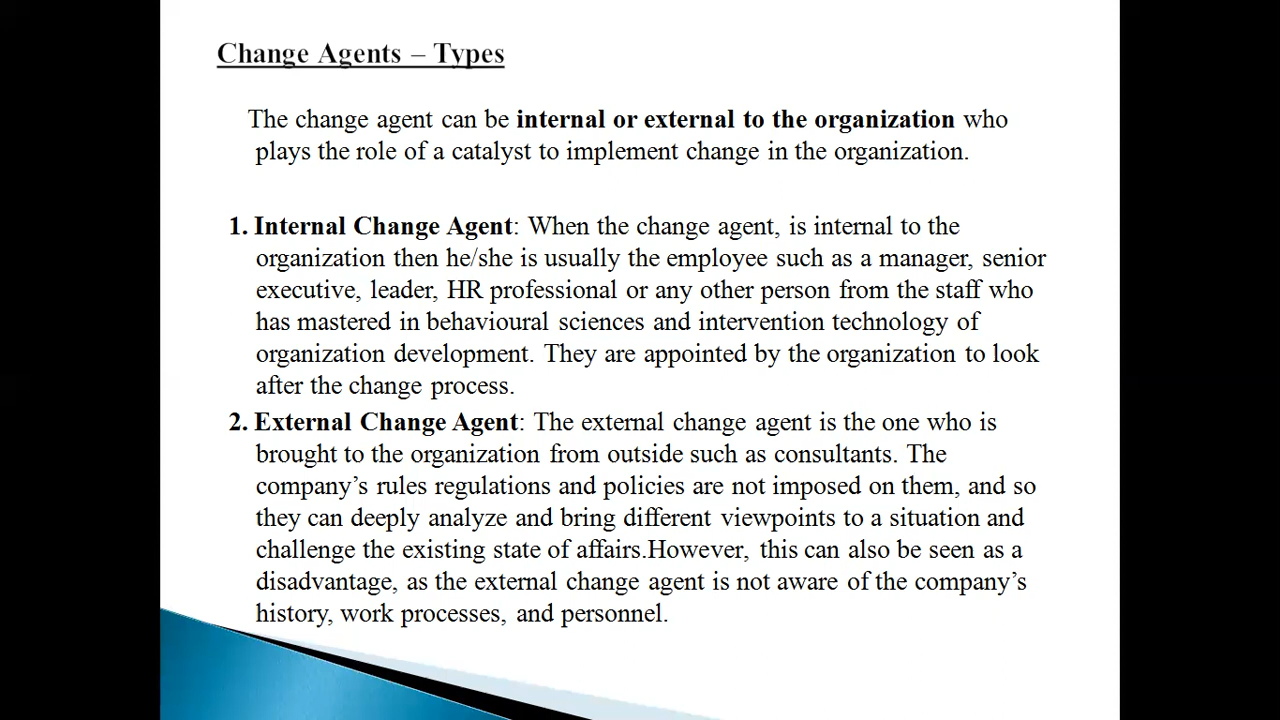 Change Agents – Types
The change agent can be internal or external to the organization who
plays the role of a catalyst to implement change in the organization.
1. Internal Change Agent: When the change agent, is internal to the
organization then he/she is usually the employee such as a manager, senior
executive, leader, HR professional or any other person from the staff who
has mastered in behavioural sciences and intervention technology of
organization development. They are appointed by the organization to look
after the change process.
2. External Change Agent: The external change agent is the one who is
brought to the organization from outside such as consultants. The
company’s rules regulations and policies are not imposed on them, and so
they can deeply analyze and bring different viewpoints to a situation and
challenge the existing state of affairs.However, this can also be seen as a
disadvantage, as the external change agent is not aware of the company’s
history, work processes, and personnel.